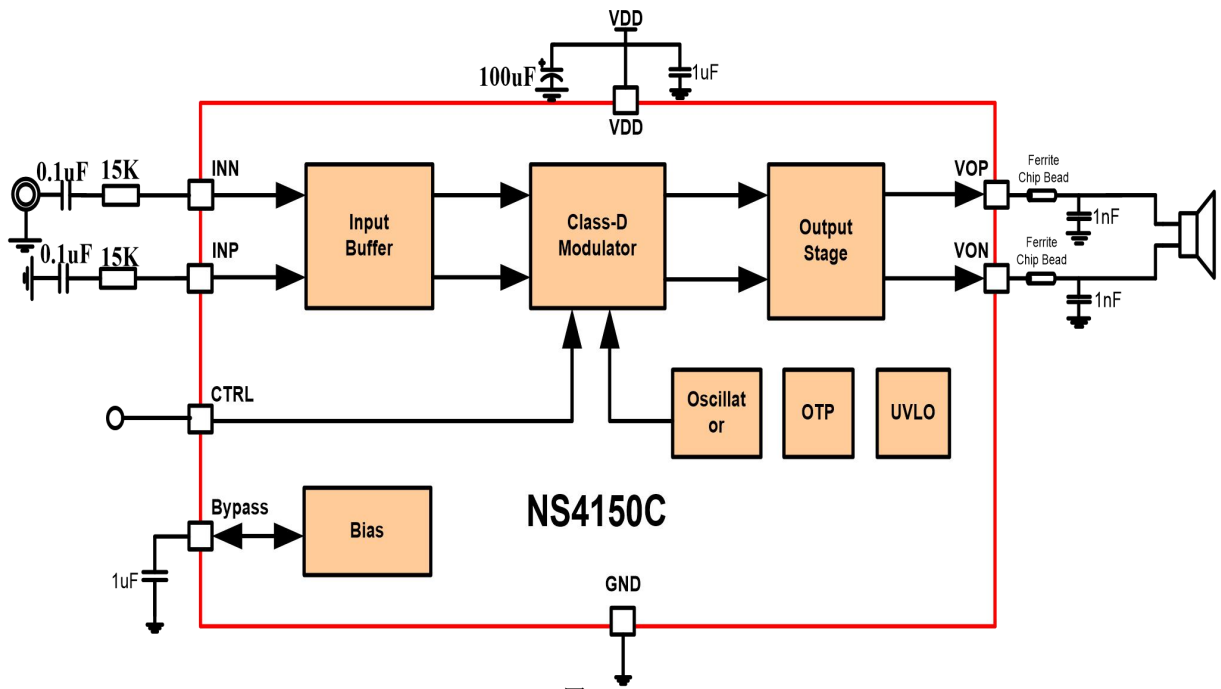 VDD
100uF
1uF
VDD
0.1uF
15K
INN
Input
Buffer
Class-D
Modulator
Output
Stage
VOP
Ferrite
Chip Bead
1nF
0.1uF
15K
INP
VON
Ferrite
Chip Bead
1nF
CTRL
Oscillat
or
OTP
UVLO
Bypass
Bias
NS4150C
1uF
GND